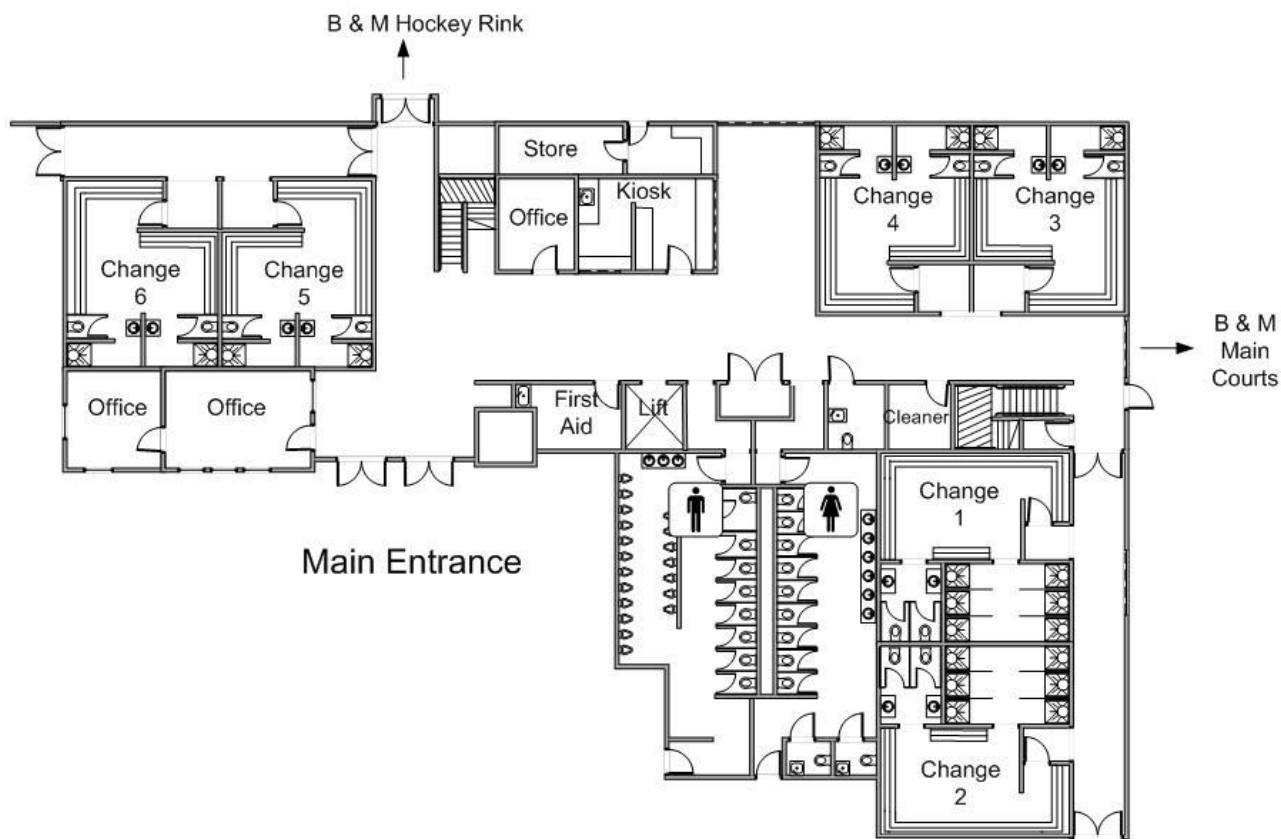 B & M Hockey Rink
Store
Kiosk
Office
Change
4
Change
3
Change
6
Change
5
B & M
Main
Courts
Office
Office
First
Aid
Lift
Cleaner
Main Entrance
Change
1
Change
2